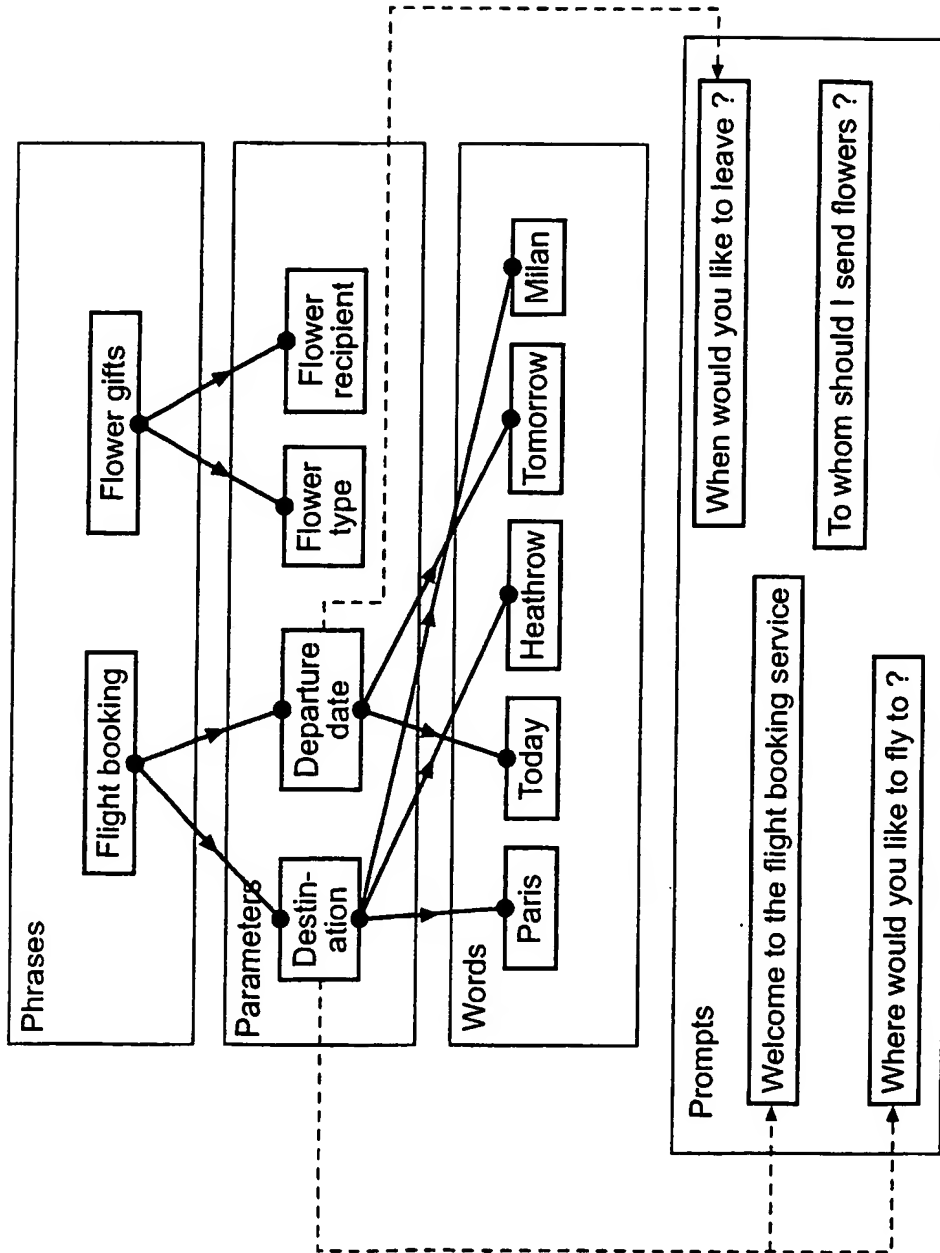 Phrases
Flight booking
Flower gifts
Parameters
Destin-
ation
Departure
date
Flower
type
Flower
recipient
Words
Paris
Today
Heathrow
Tomorrow
Milan
Prompts
Welcome to the flight booking service
When would you like to leave ?
Where would you like to fly to ?
To whom should I send flowers ?